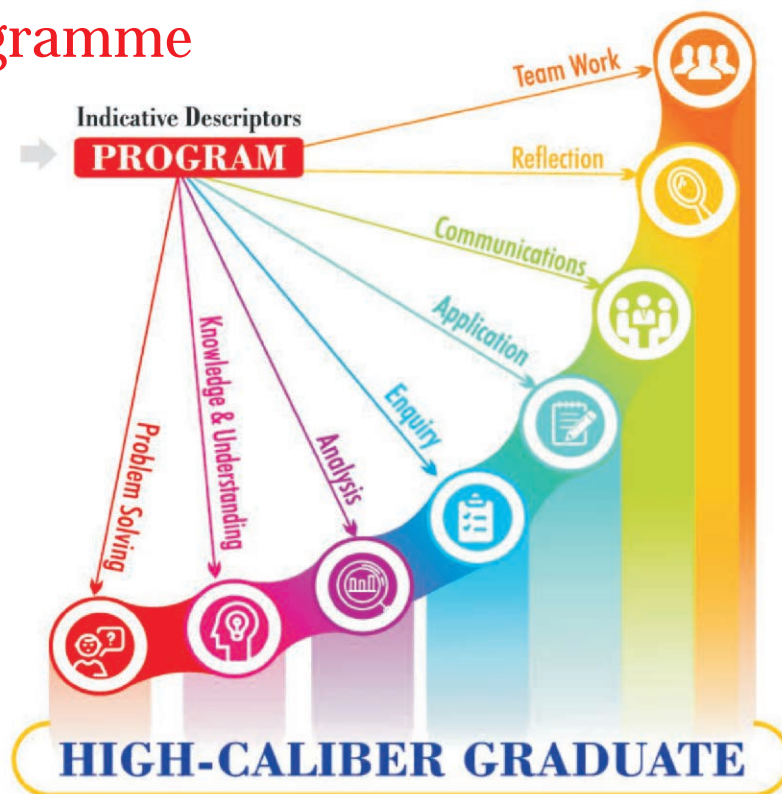 gramme
Indicative Descriptors
PROGRAM
Team Work
Reflection
Communications
Application
Enquiry
Analysis
Knowledge & Understanding
Problem Solving
HIGH-CALIBER GRADUATE